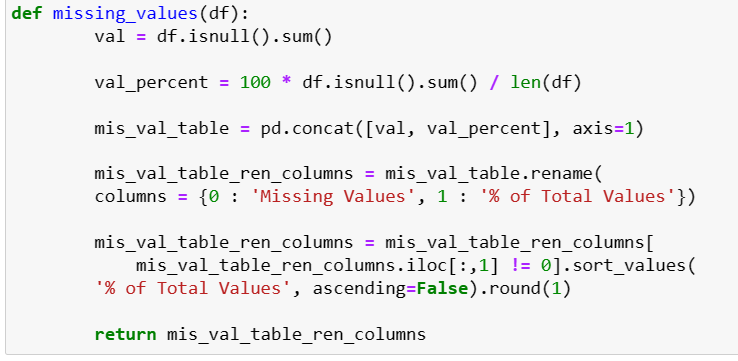 def missing_values(df):
val = df.isnull().sum()
val_percent = 100 * df.isnull().sum() / len(df)
mis_val_table = pd.concat([val, val_percent], axis=1)
mis_val_table_ren_columns = mis_val_table.rename(
columns = {0 : 'Missing Values', 1 : '% of Total Values'})
mis_val_table_ren_columns = mis_val_table_ren_columns[
mis_val_table_ren_columns.iloc[:,1] != 0].sort_values(
'% of Total Values', ascending=False).round(1)
return mis_val_table_ren_columns